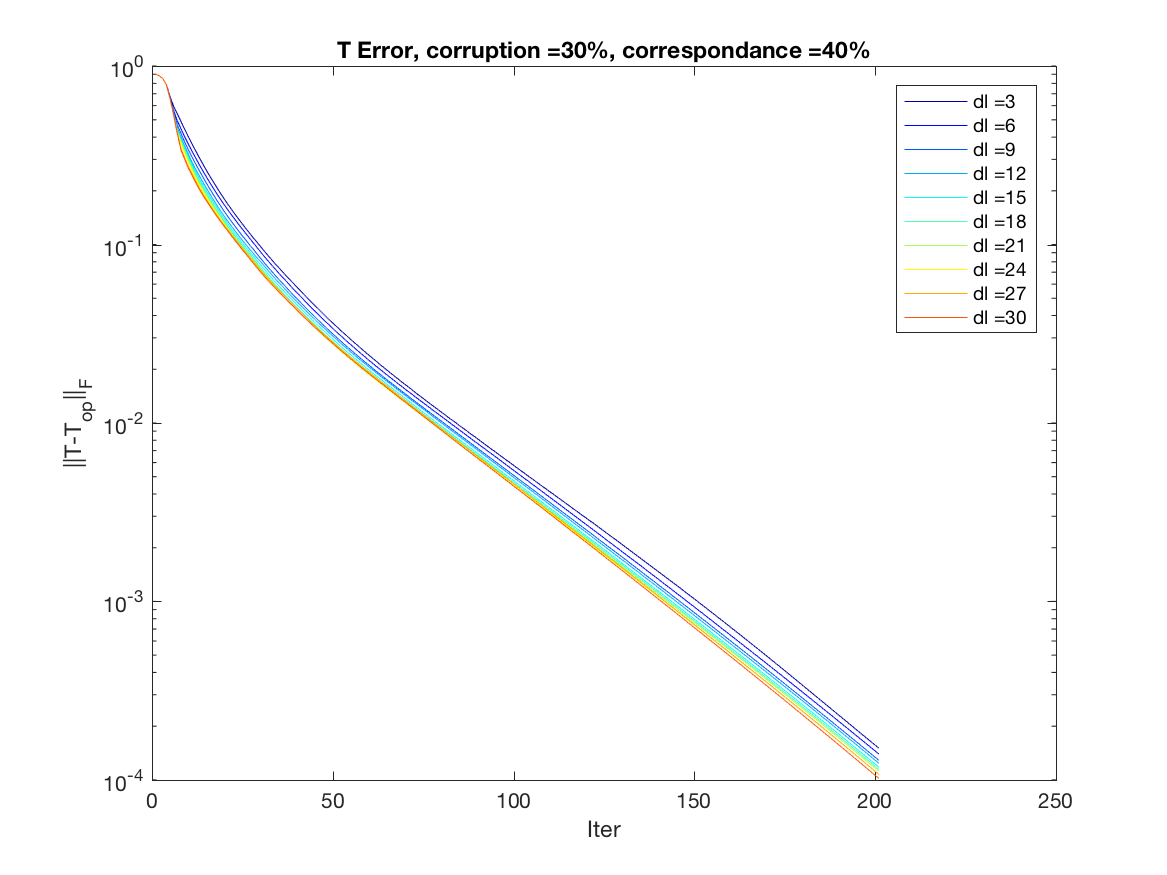 T Error, corruption =30%, correspondance =40%
10^0
10^-1
10^-2
10^-3
10^-4
||T-T_op||_F
0 50 100 150 200 250
Iter
dl =3
dl =6
dl =9
dl =12
dl =15
dl =18
dl =21
dl =24
dl =27
dl =30